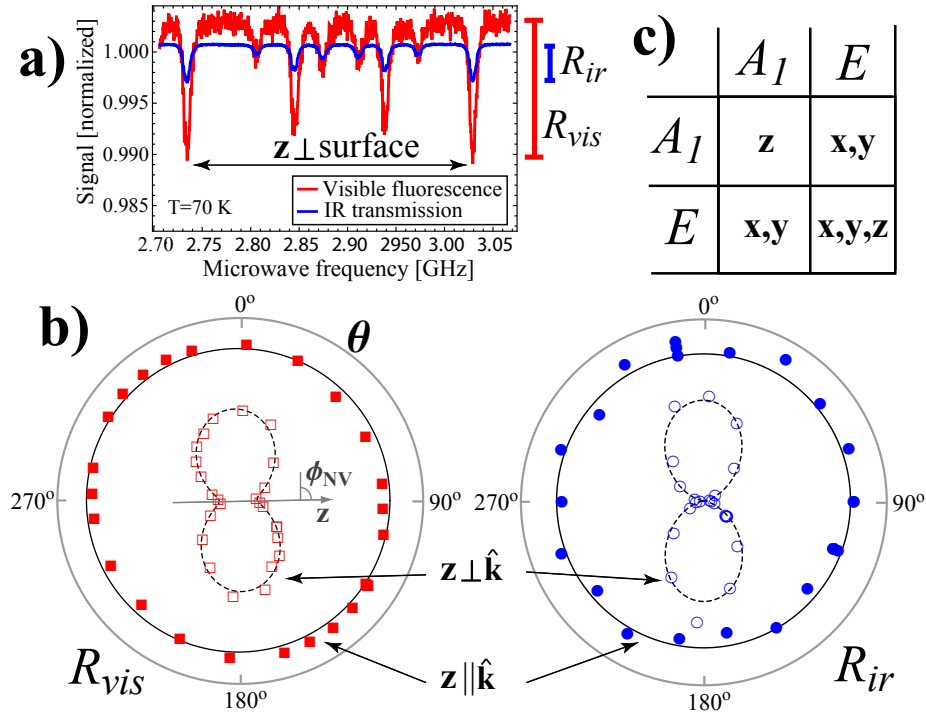 a)
Signal [normalized]
1.000
0.995
0.990
0.985
z⊥surface
T=70 K
Visible fluorescence
IR transmission
2.70 2.75 2.80 2.85 2.90 2950 3.00 3.05
Microwave frequency [GHz]
R_ir
R_vis
c)
A_1 E
A_1 z x,y
E x,y x,y,z
b)
0° θ 0°
270° ϕ_NV z 90° 270° 90°
z⊥k̂
z||k̂
R_vis R_ir
180° 180°